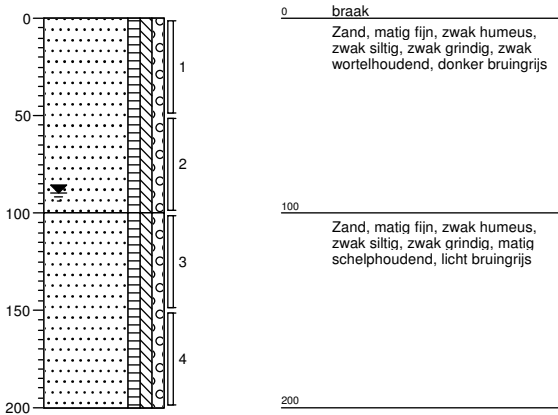 0
50
100
150
200
1
2
3
4
0
braak
Zand, matig fijn, zwak humeus,
zwak siltig, zwak grindig, zwak
wortelhoudend, donker bruingrijs
100
Zand, matig fijn, zwak humeus,
zwak siltig, zwak grindig, matig
schelphoudend, licht bruingrijs
200